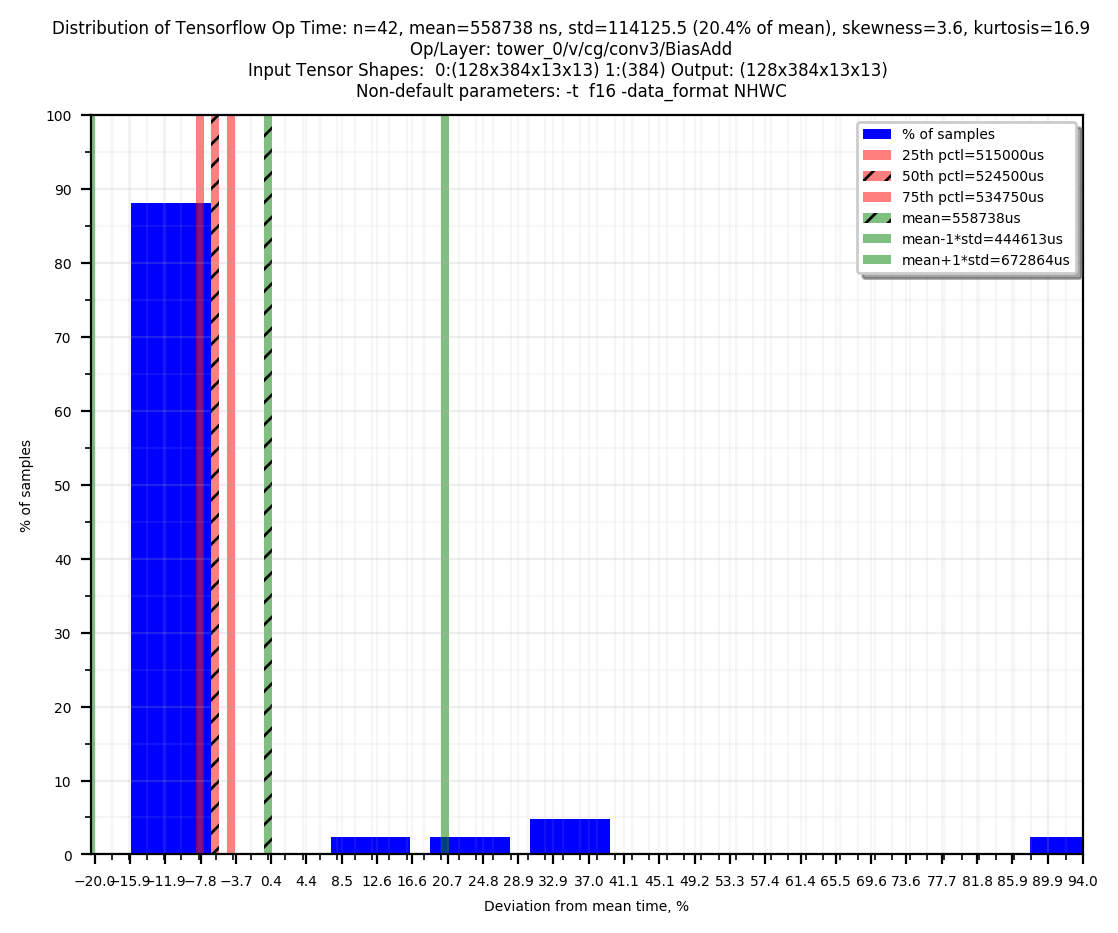 Distribution of Tensorflow Op Time: n=42, mean=558738 ns, std=114125.5 (20.4% of mean), skewness=3.6, kurtosis=16.9
Op/Layer: tower_0/v/cg/conv3/BiasAdd
Input Tensor Shapes:  0:(128x384x13x13) 1:(384) Output: (128x384x13x13)
Non-default parameters: -t  f16 -data_format NHWC
% of samples
25th pctl=515000us
50th pctl=524500us
75th pctl=534750us
mean=558738us
mean-1*std=444613us
mean+1*std=672864us
100
90
80
70
60
50
40
30
20
10
0
% of samples
−20.0 −15.9 −11.9 −7.8 −3.7 0.4 4.4 8.5 12.6 16.6 20.7 24.8 28.9 32.9 37.0 41.1 45.1 49.2 53.3 57.4 61.4 65.5 69.6 73.6 77.7 81.8 85.9 89.9 94.0
Deviation from mean time, %